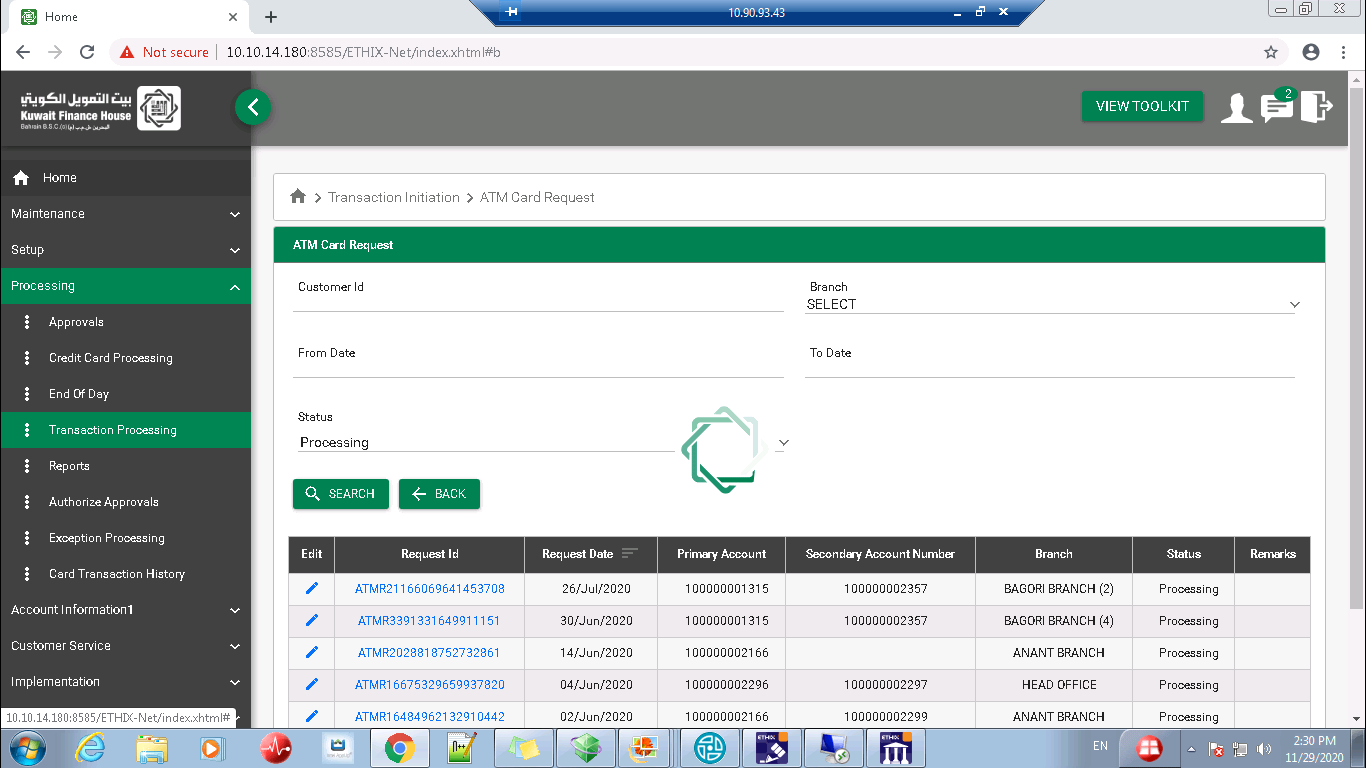 Home
10.90.93.43
Not secure
10.10.14.180:8585/ETHIX-Net/index.xhtml#b
بيت التمويل الكويتي
Kuwait Finance House
Bahrain B.S.C.(c)
VIEW TOOLKIT
2
Home
Maintenance
Setup
Processing
Approvals
Credit Card Processing
End Of Day
Transaction Processing
Reports
Authorize Approvals
Exception Processing
Card Transaction History
Account Information1
Customer Service
Implementation
10.10.14.180:8585/ETHIX-Net/index.xhtml#
Transaction Initiation
ATM Card Request
ATM Card Request
Customer Id
Branch
SELECT
From Date
To Date
Status
Processing
SEARCH
BACK
Edit Request Id Request Date Primary Account Secondary Account Number Branch Status Remarks
ATMR21166069641453708 26/Jul/2020 100000001315 100000002357 BAGORI BRANCH (2) Processing
ATMR3391331649911151 30/Jun/2020 100000001315 100000002357 BAGORI BRANCH (4) Processing
ATMR2028818752732861 14/Jun/2020 100000002166 ANANT BRANCH Processing
ATMR16675329659937820 04/Jun/2020 100000002296 100000002297 HEAD OFFICE Processing
ATMR16484962132910442 02/Jun/2020 100000002166 100000002299 ANANT BRANCH Processing
ETHIX
ETHIX
EN
2:30 PM
11/29/2020